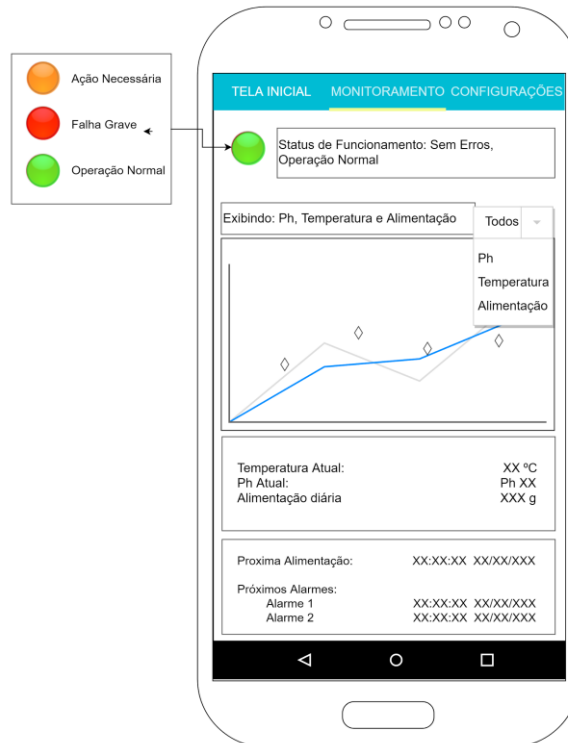 Ação Necessária
Falha Grave
Operação Normal
TELA INICIAL MONITORAMENTO CONFIGURAÇÕES
Status de Funcionamento: Sem Erros,
Operação Normal
Exibindo: Ph, Temperatura e Alimentação
Todos
Ph
Temperatura
Alimentação
Temperatura Atual: XX ºC
Ph Atual: Ph XX
Alimentação diária XXX g
Proxima Alimentação: XX:XX:XX XX/XX/XXX
Próximos Alarmes:
Alarme 1 XX:XX:XX XX/XX/XXX
Alarme 2 XX:XX:XX XX/XX/XXX